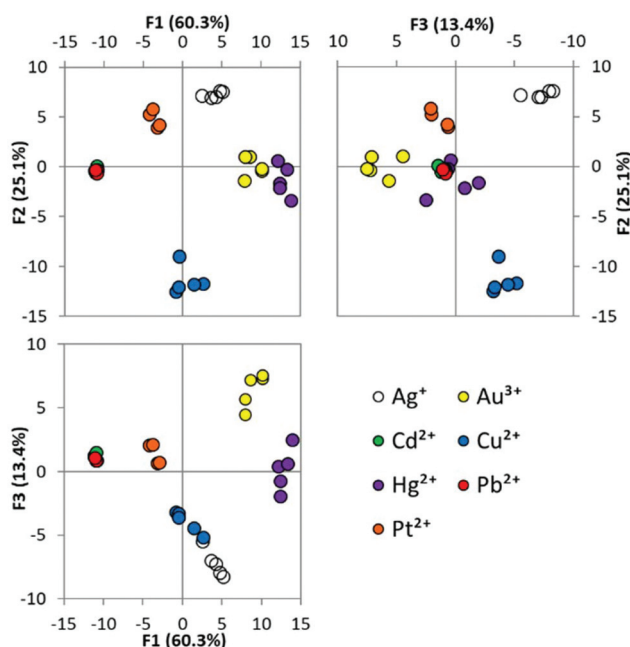 F1 (60.3%)
-15 -10 -5 0 5 10 15
F3 (13.4%)
10 5 0 -5 -10
10
5
0
-5
-10
-15
F2 (25.1%)
F2 (25.1%)
10
5
0
-5
-10
F3 (13.4%)
-15 -10 -5 0 5 10 15
F1 (60.3%)
Ag⁺ Au³⁺
Cd²⁺ Cu²⁺
Hg²⁺ Pb²⁺
Pt²⁺